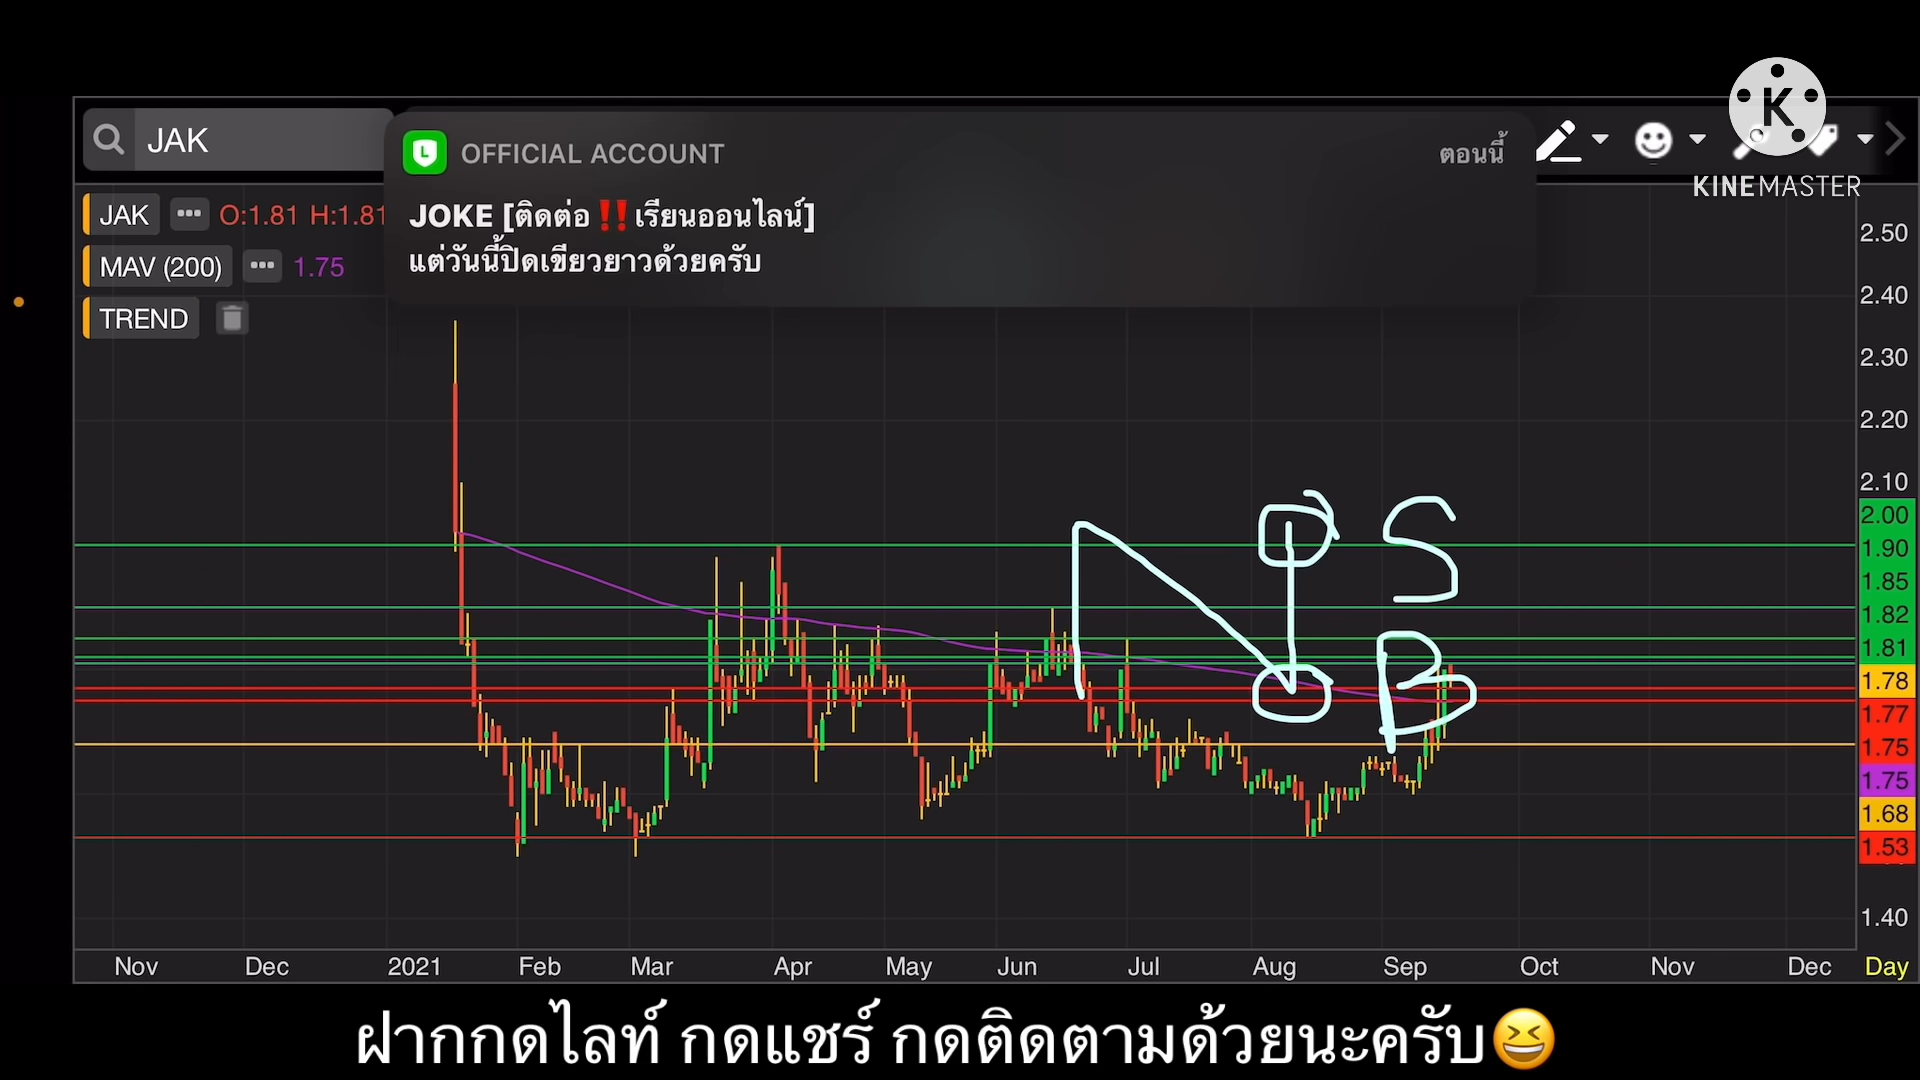 JAK
OFFICIAL ACCOUNT
ตอนนี้
K
KINEMASTER
JOKE [ติดต่อ‼️เรียนออนไลน์]
แต่วันนี้ปิดเขียวยาวด้วยครับ
JAK ••• O:1.81 H:1.81
MAV (200) ••• 1.75
TREND
2.50
2.40
2.30
2.20
2.10
2.00
1.90
1.85
1.82
1.81
1.78
1.77
1.75
1.75
1.68
1.53
1.40
S
B
Nov Dec 2021 Feb Mar Apr May Jun Jul Aug Sep Oct Nov Dec Day
ฝากกดไลท์ กดแชร์ กดติดตามด้วยนะครับ😆